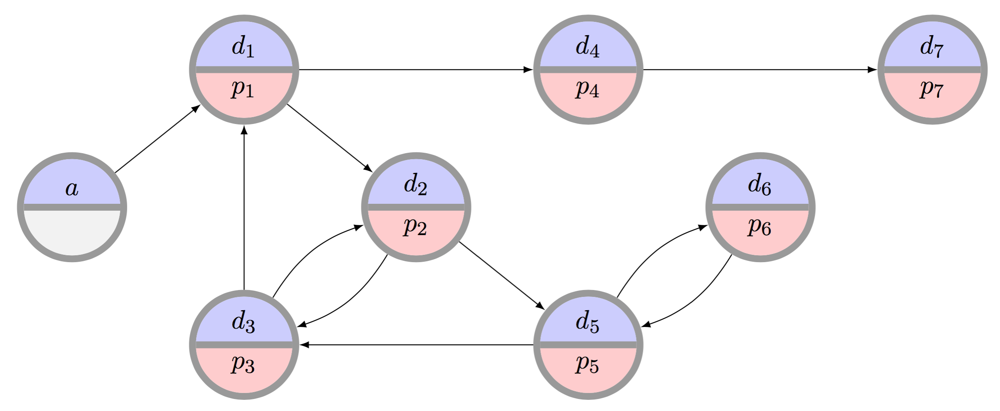 d₁
p₁
d₄
p₄
d₇
p₇
a
d₂
p₂
d₆
p₆
d₃
p₃
d₅
p₅